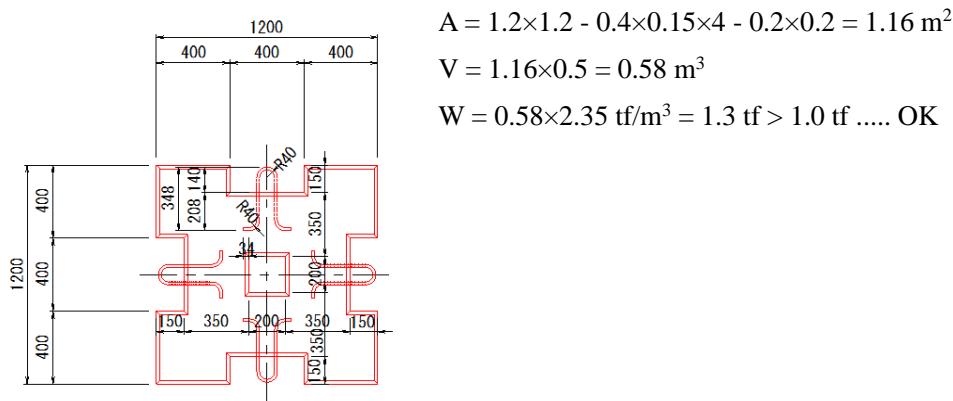 A = 1.2×1.2 - 0.4×0.15×4 - 0.2×0.2 = 1.16 m²
V = 1.16×0.5 = 0.58 m³
W = 0.58×2.35 tf/m³ = 1.3 tf > 1.0 tf ..... OK
1200
400 400 400
R40
140
150
348
400
208
R40
350
34
1200
400
200
150 350 200 350 150
400
350
150